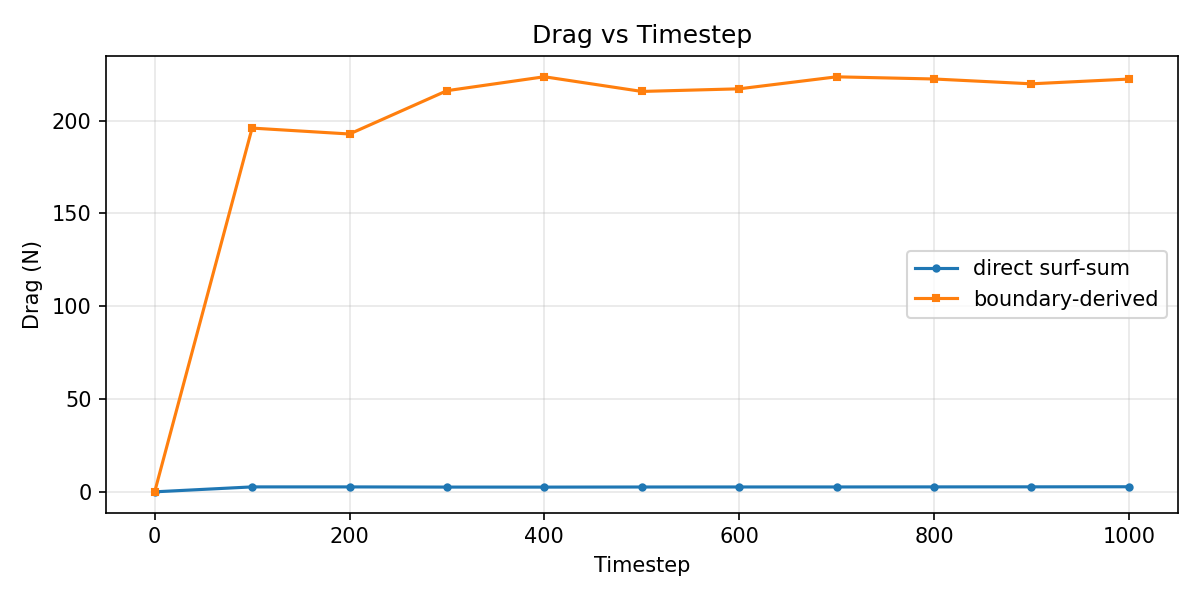 Drag vs Timestep
Drag (N)
200
150
100
50
0
direct surf-sum
boundary-derived
0 200 400 600 800 1000
Timestep